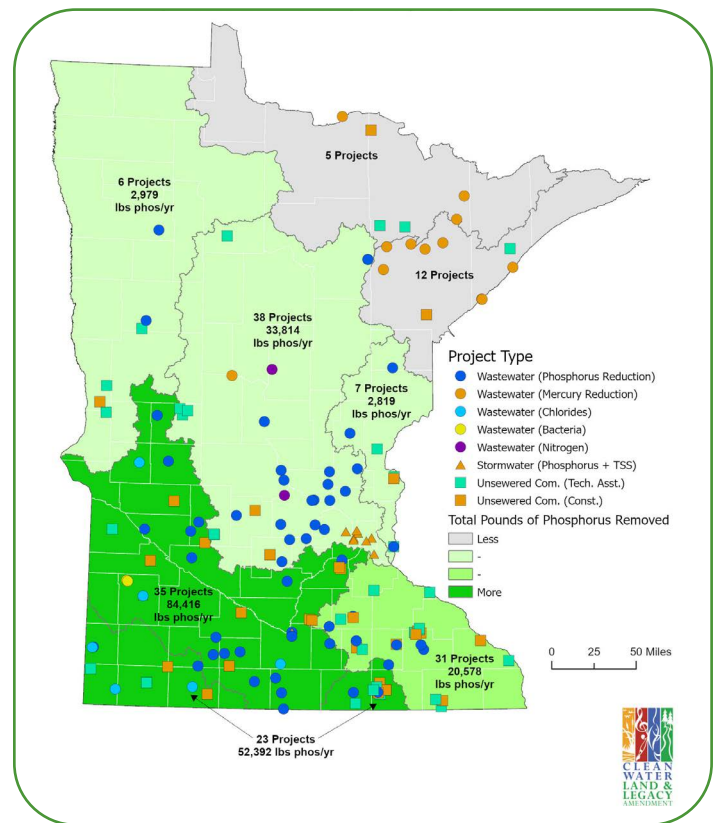 5 Projects
6 Projects
2,979
lbs phos/yr
12 Projects
38 Projects
33,814
lbs phos/yr
7 Projects
2,819
lbs phos/yr
Project Type
Wastewater (Phosphorus Reduction)
Wastewater (Mercury Reduction)
Wastewater (Chlorides)
Wastewater (Bacteria)
Wastewater (Nitrogen)
Stormwater (Phosphorus + TSS)
Unsewered Com. (Tech. Asst.)
Unsewered Com. (Const.)
Total Pounds of Phosphorus Removed
Less
-
-
More
35 Projects
84,416
lbs phos/yr
31 Projects
20,578
lbs phos/yr
0 25 50 Miles
23 Projects
52,392 lbs phos/yr
CLEAN
WATER
LAND &
LEGACY
AMENDMENT